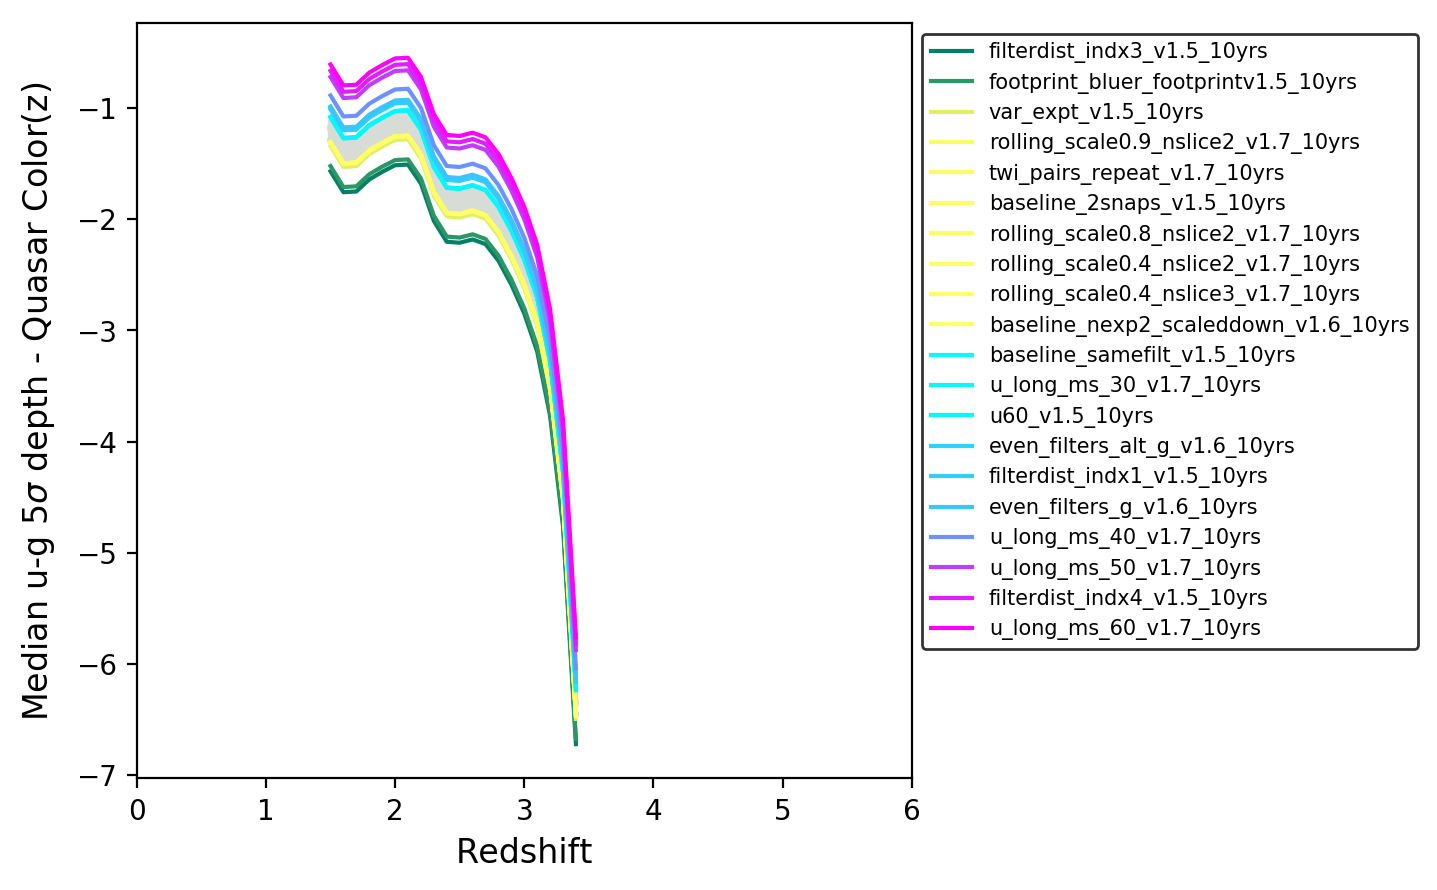 Median u-g 5σ depth - Quasar Color(z)
−1
−2
−3
−4
−5
−6
−7
0 1 2 3 4 5 6
Redshift
filterdist_indx3_v1.5_10yrs
footprint_bluer_footprintv1.5_10yrs
var_expt_v1.5_10yrs
rolling_scale0.9_nslice2_v1.7_10yrs
twi_pairs_repeat_v1.7_10yrs
baseline_2snaps_v1.5_10yrs
rolling_scale0.8_nslice2_v1.7_10yrs
rolling_scale0.4_nslice2_v1.7_10yrs
rolling_scale0.4_nslice3_v1.7_10yrs
baseline_nexp2_scaleddown_v1.6_10yrs
baseline_samefilt_v1.5_10yrs
u_long_ms_30_v1.7_10yrs
u60_v1.5_10yrs
even_filters_alt_g_v1.6_10yrs
filterdist_indx1_v1.5_10yrs
even_filters_g_v1.6_10yrs
u_long_ms_40_v1.7_10yrs
u_long_ms_50_v1.7_10yrs
filterdist_indx4_v1.5_10yrs
u_long_ms_60_v1.7_10yrs